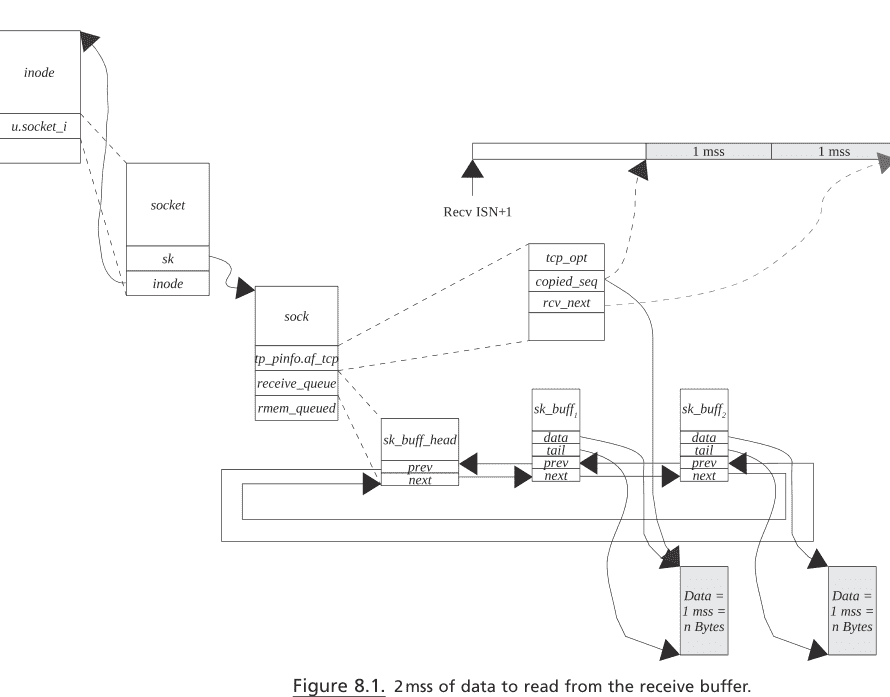 inode
u.socket_i
socket
sk
inode
1 mss
1 mss
Recv ISN+1
tcp_opt
copied_seq
rcv_next
sock
tp_pinfo.af_tcp
receive_queue
rmem_queued
sk_buff_head
prev
next
sk_buff1
data
tail
prev
next
sk_buff2
data
tail
prev
next
Data =
1 mss =
n Bytes
Data =
1 mss =
n Bytes
Figure 8.1. 2 mss of data to read from the receive buffer.